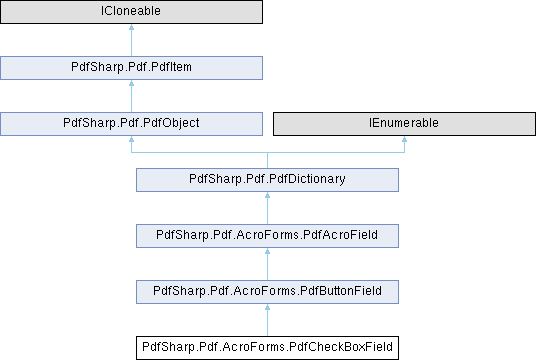 ICloneable
PdfSharp.Pdf.PdfItem
PdfSharp.Pdf.PdfObject
IEnumerable
PdfSharp.Pdf.PdfDictionary
PdfSharp.Pdf.AcroForms.PdfAcroField
PdfSharp.Pdf.AcroForms.PdfButtonField
PdfSharp.Pdf.AcroForms.PdfCheckBoxField